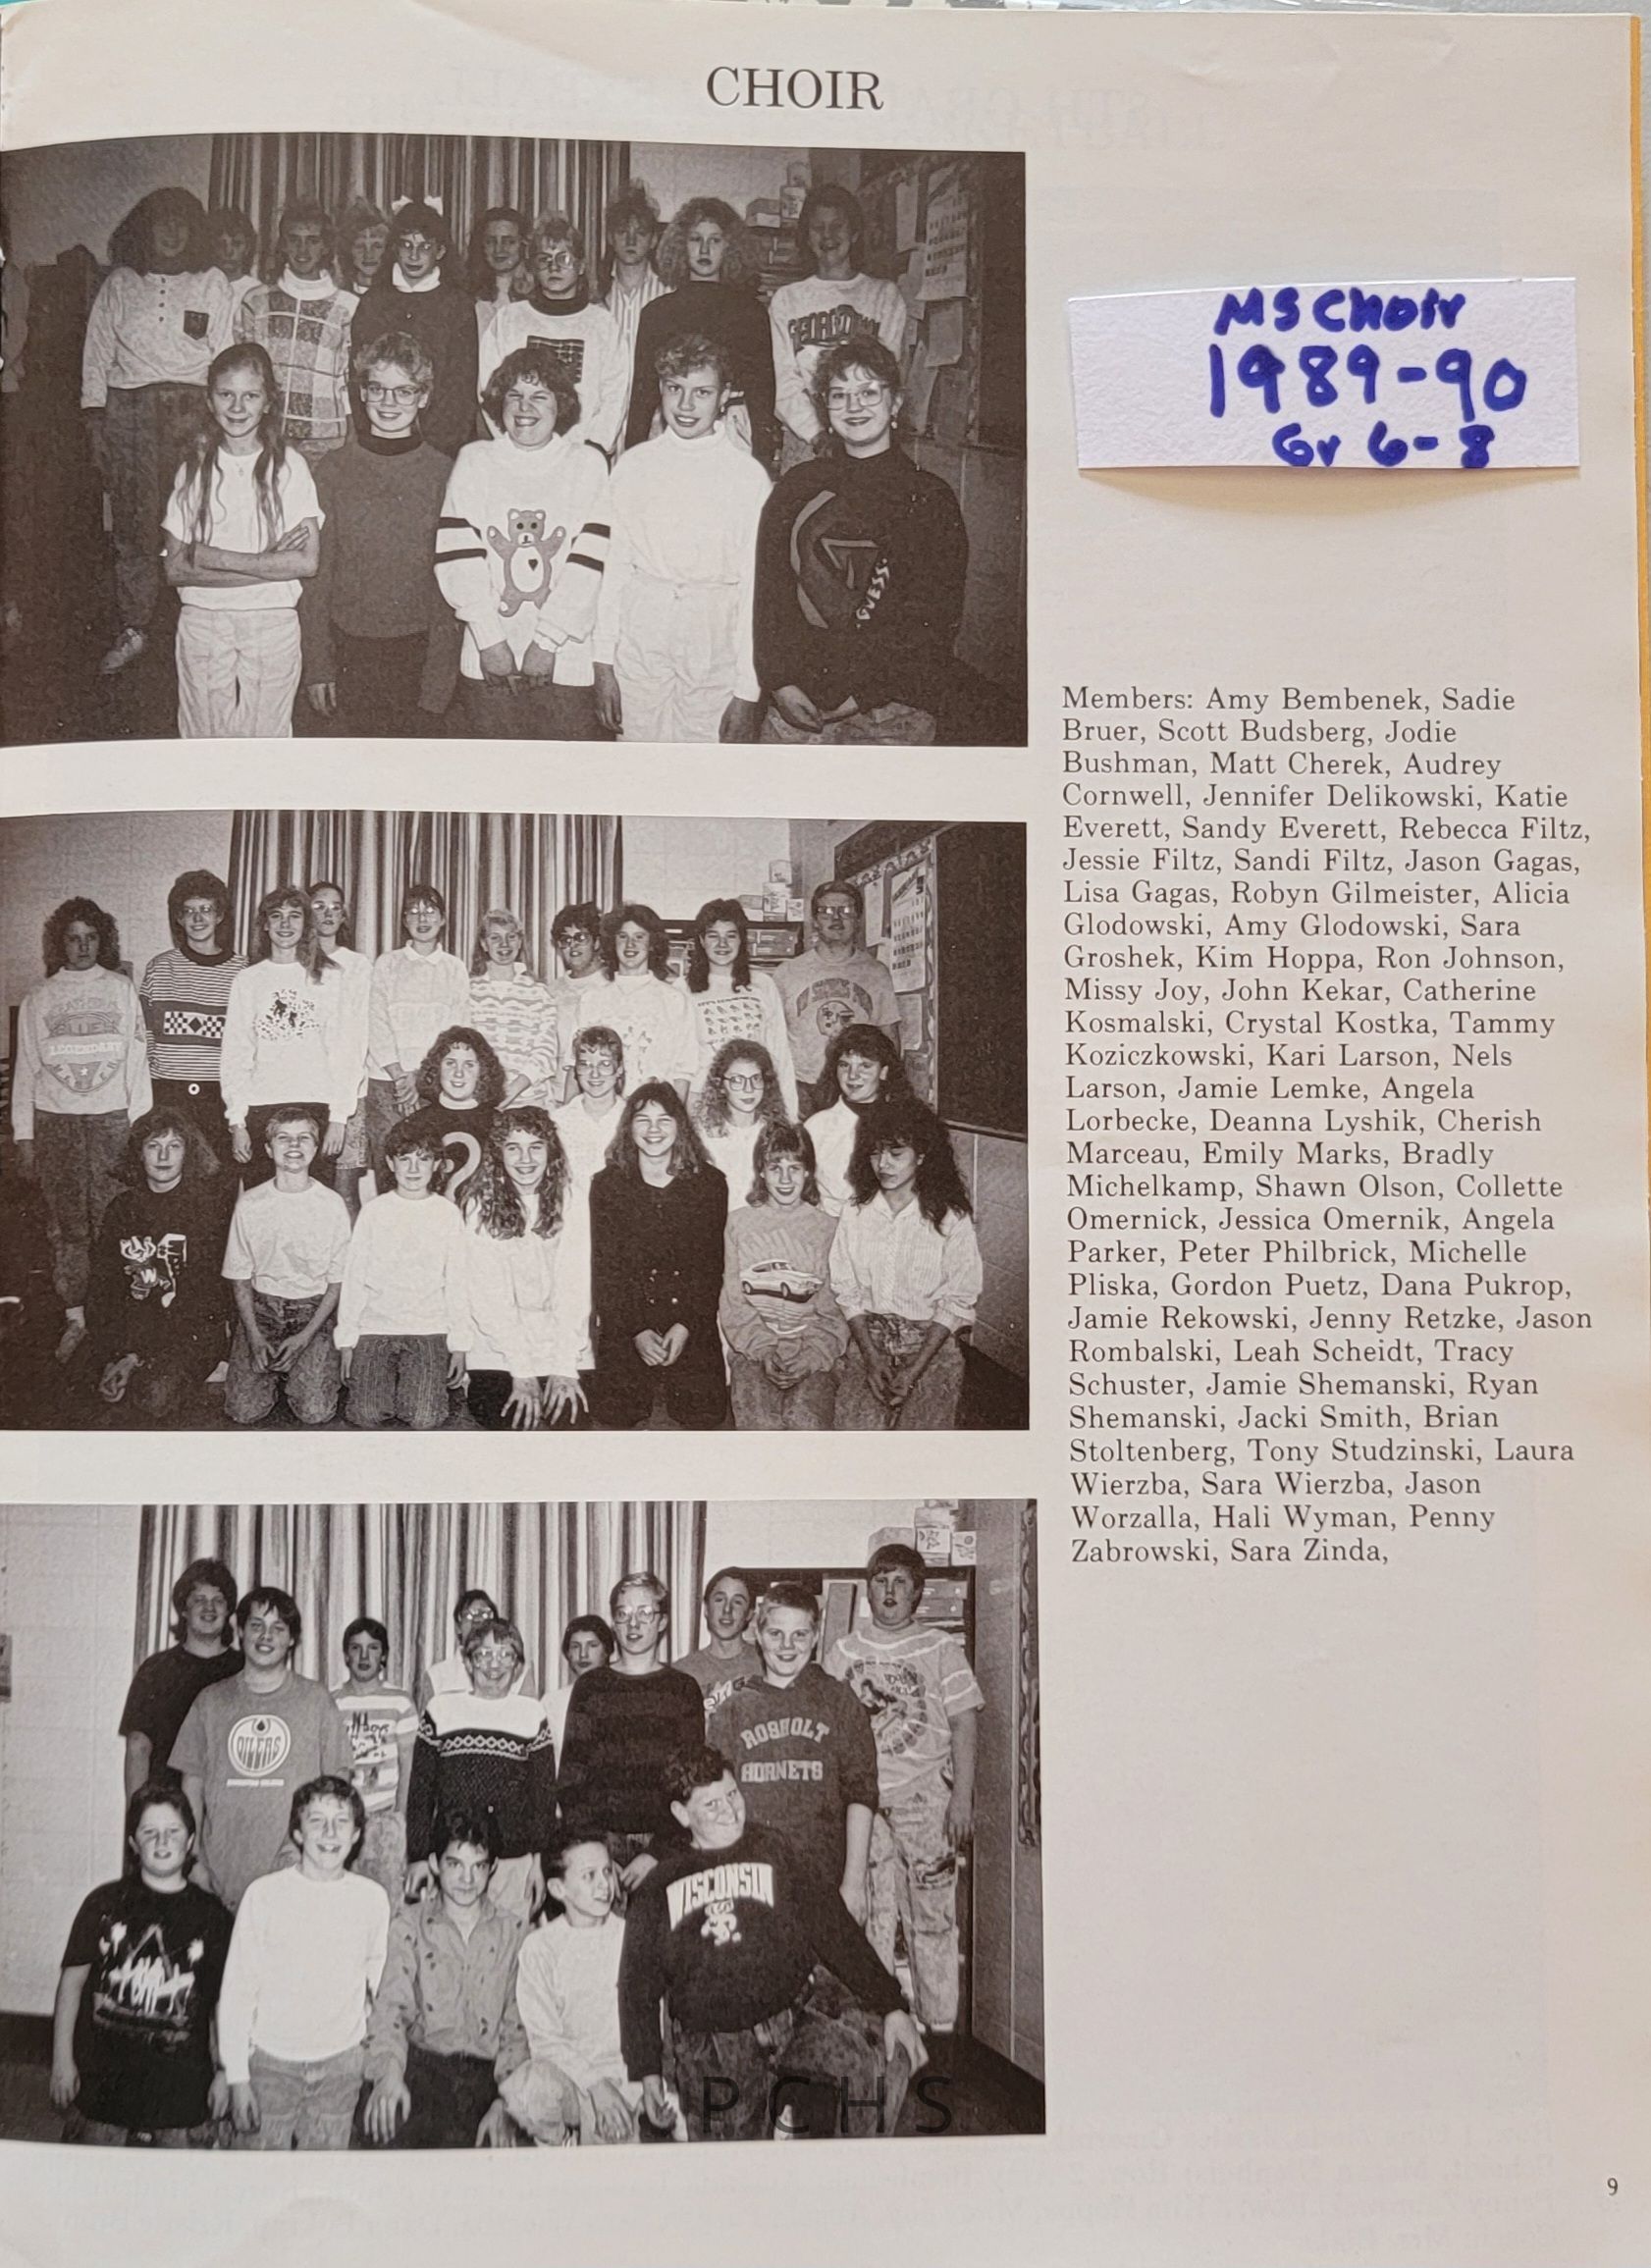 CHOIR
MS Choir
1989-90
Gr 6-8
GUESS
Members: Amy Bembenek, Sadie
Bruer, Scott Budsberg, Jodie
Bushman, Matt Cherek, Audrey
Cornwell, Jennifer Delikowski, Katie
Everett, Sandy Everett, Rebecca Filtz,
Jessie Filtz, Sandi Filtz, Jason Gagas,
Lisa Gagas, Robyn Gilmeister, Alicia
Glodowski, Amy Glodowski, Sara
Groshek, Kim Hoppa, Ron Johnson,
Missy Joy, John Kekar, Catherine
Kosmalski, Crystal Kostka, Tammy
Koziczkowski, Kari Larson, Nels
Larson, Jamie Lemke, Angela
Lorbecke, Deanna Lyshik, Cherish
Marceau, Emily Marks, Bradly
Michelkamp, Shawn Olson, Collette
Omernick, Jessica Omernik, Angela
Parker, Peter Philbrick, Michelle
Pliska, Gordon Puetz, Dana Pukrop,
Jamie Rekowski, Jenny Retzke, Jason
Rombalski, Leah Scheidt, Tracy
Schuster, Jamie Shemanski, Ryan
Shemanski, Jacki Smith, Brian
Stoltenberg, Tony Studzinski, Laura
Wierzba, Sara Wierzba, Jason
Worzalla, Hali Wyman, Penny
Zabrowski, Sara Zinda,
LEGENDARY
OILERS
ROSHOLT
HORNETS
WISCONSIN
PCHS
9